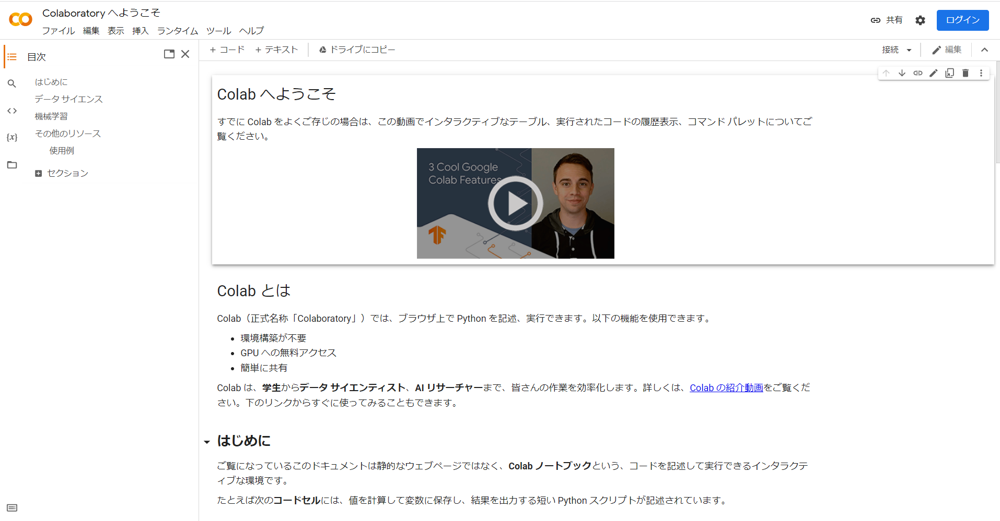 Colaboratory へようこそ
ファイル 編集 表示 挿入 ランタイム ツール ヘルプ
共有
ログイン
目次
はじめに
データ サイエンス
機械学習
その他のリソース
使用例
セクション
+ コード + テキスト ドライブにコピー
接続 編集
Colab へようこそ
すでに Colab をよくご存じの場合は、この動画でインタラクティブなテーブル、実行されたコードの履歴表示、コマンド パレットについてご
覧ください。
3 Cool Google
Colab Features
Colab とは
Colab（正式名称「Colaboratory」）では、ブラウザ上で Python を記述、実行できます。以下の機能を使用できます。
• 環境構築が不要
• GPU への無料アクセス
• 簡単に共有
Colab は、学生からデータ サイエンティスト、AI リサーチャーまで、皆さんの作業を効率化します。詳しくは、Colab の紹介動画をご覧くだ
さい。下のリンクからすぐに使ってみることもできます。
はじめに
ご覧になっているこのドキュメントは静的なウェブページではなく、Colab ノートブックという、コードを記述して実行できるインタラクテ
ィブな環境です。
たとえば次のコードセルには、値を計算して変数に保存し、結果を出力する短い Python スクリプトが記述されています。